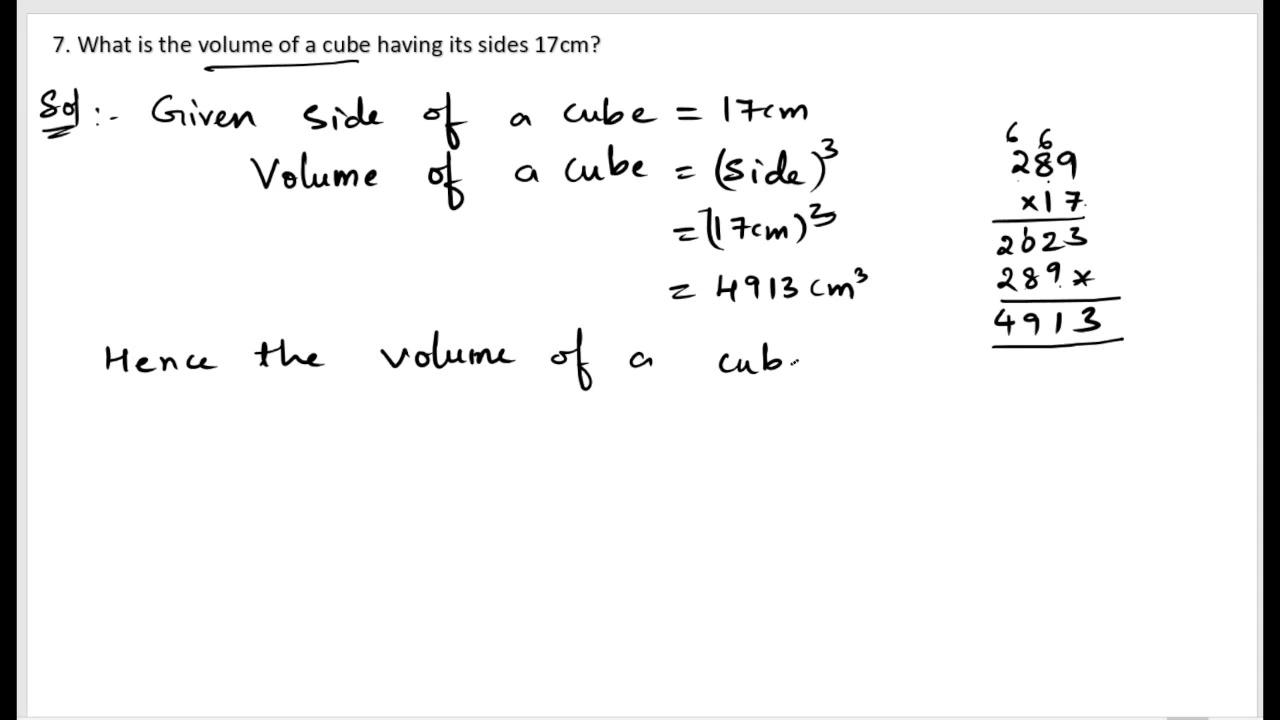 7. What is the volume of a cube having its sides 17cm?
Sol :- Given side of a cube = 17cm
Volume of a cube = (side)³
= (17cm)³
= 4913 cm³
Hence the volume of a cub
6 6
289
×17
2023
289×
4913